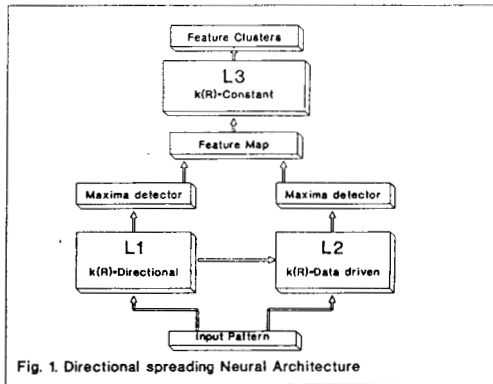 Feature Clusters
L3
k(R)=Constant
Feature Map
Maxima detector
Maxima detector
L1
k(R)=Directional
L2
k(R)=Data driven
Input Pattern
Fig. 1. Directional spreading Neural Architecture